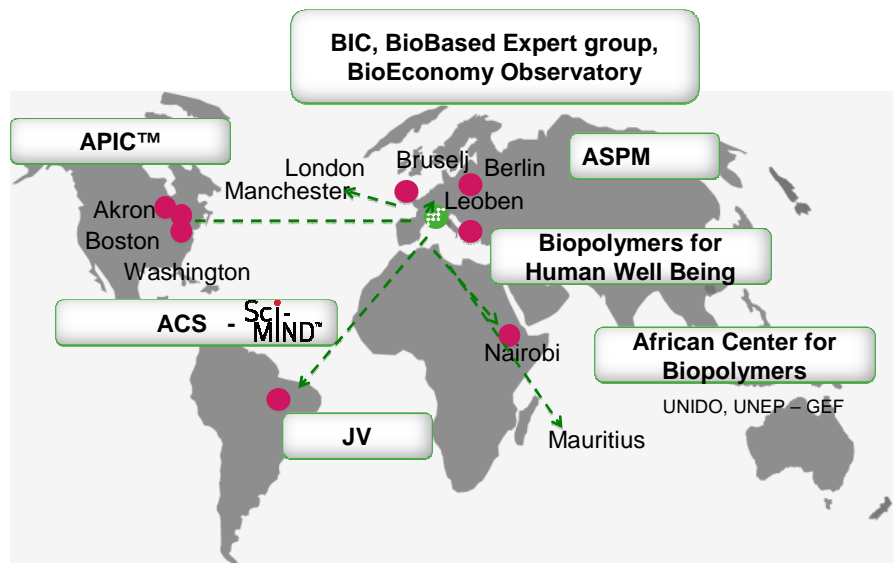 BIC, BioBased Expert group,
BioEconomy Observatory
APIC™
ASPM
London
Bruselj
Berlin
Manchester
Leoben
Akron
Boston
Washington
Biopolymers for
Human Well Being
ACS - Sci-
MIND™
Nairobi
African Center for
Biopolymers
UNIDO, UNEP – GEF
JV
Mauritius